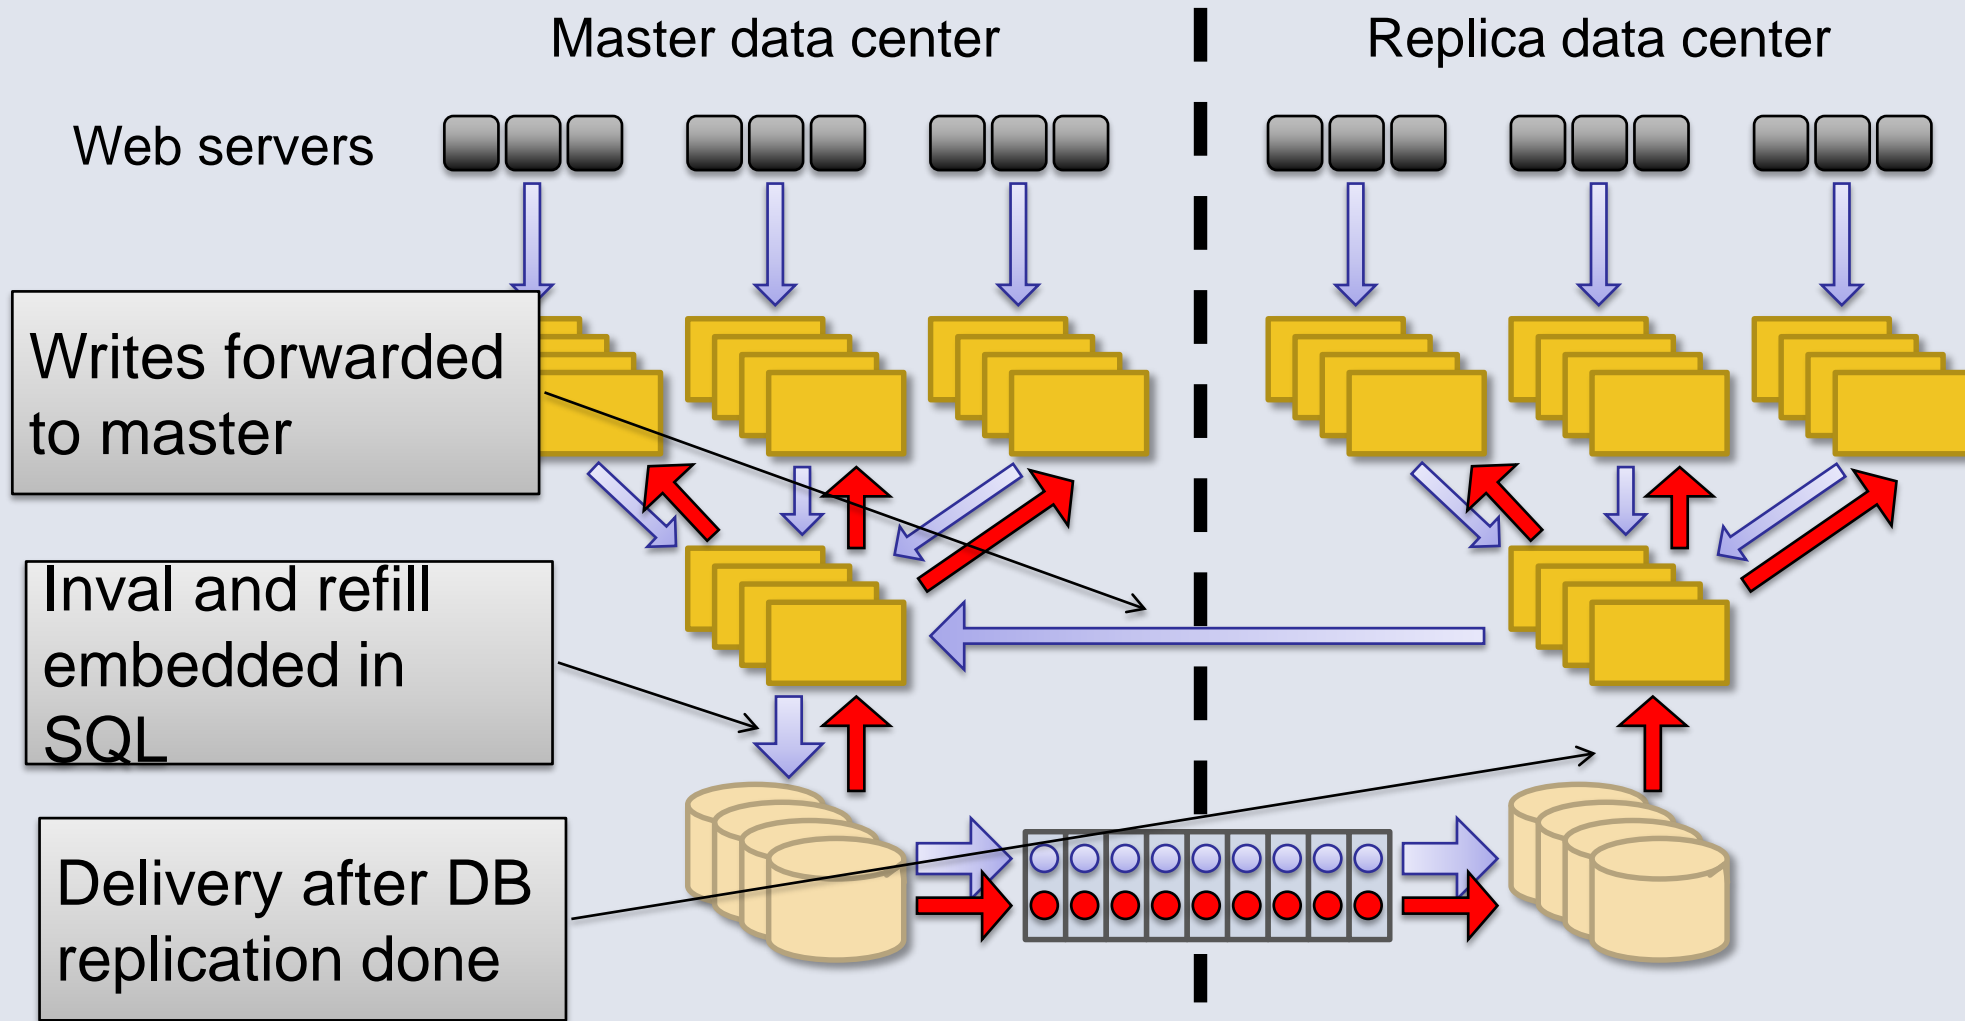 Master data center
Replica data center
Web servers
Writes forwarded
to master
Inval and refill
embedded in
SQL
Delivery after DB
replication done